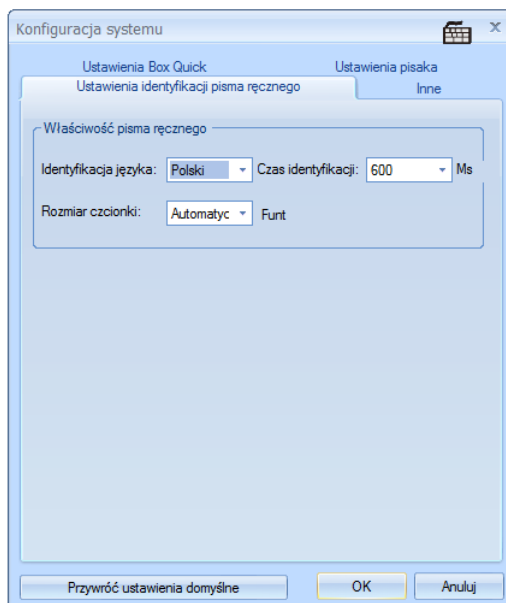 Konfiguracja systemu
Ustawienia Box Quick Ustawienia pisaka
Ustawienia identyfikacji pisma ręcznego Inne
Właściwość pisma ręcznego
Identyfikacja języka: Polski Czas identyfikacji: 600 Ms
Rozmiar czcionki: Automatyc Funt
Przywróć ustawienia domyślne OK Anuluj